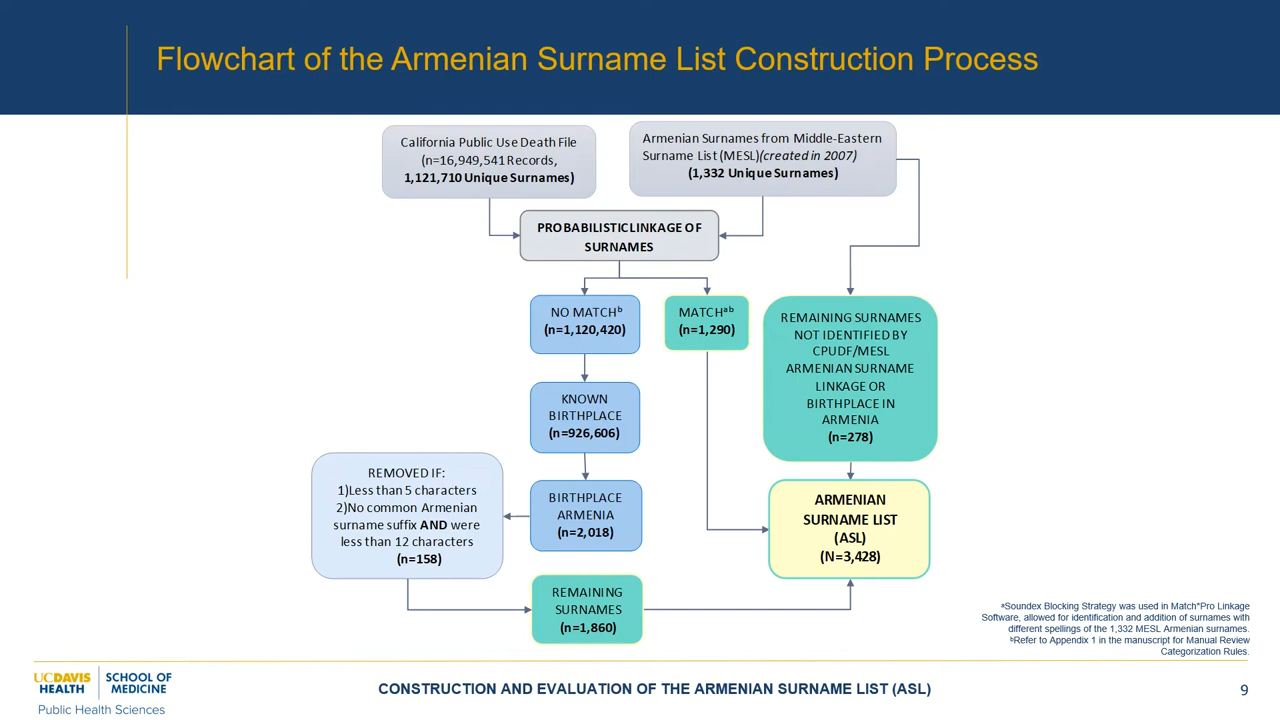 Flowchart of the Armenian Surname List Construction Process
California Public Use Death File
(n=16,949,541 Records,
1,121,710 Unique Surnames)
Armenian Surnames from Middle-Eastern
Surname List (MESL)(created in 2007)
(1,332 Unique Surnames)
PROBABILISTIC LINKAGE OF
SURNAMES
NO MATCHᵇ
(n=1,120,420)
MATCHᵃᵇ
(n=1,290)
REMAINING SURNAMES
NOT IDENTIFIED BY
CPUDF/MESL
ARMENIAN SURNAME
LINKAGE OR
BIRTHPLACE IN
ARMENIA
(n=278)
KNOWN
BIRTHPLACE
(n=926,606)
REMOVED IF:
1)Less than 5 characters
2)No common Armenian
surname suffix AND were
less than 12 characters
(n=158)
BIRTHPLACE
ARMENIA
(n=2,018)
ARMENIAN
SURNAME LIST
(ASL)
(N=3,428)
REMAINING
SURNAMES
(n=1,860)
ᵃSoundex Blocking Strategy was used in Match*Pro Linkage
Software, allowed for identification and addition of surnames with
different spellings of the 1,332 MESL Armenian surnames.
ᵇRefer to Appendix 1 in the manuscript for Manual Review
Categorization Rules.
UCDAVIS
HEALTH
SCHOOL OF
MEDICINE
Public Health Sciences
CONSTRUCTION AND EVALUATION OF THE ARMENIAN SURNAME LIST (ASL)
9